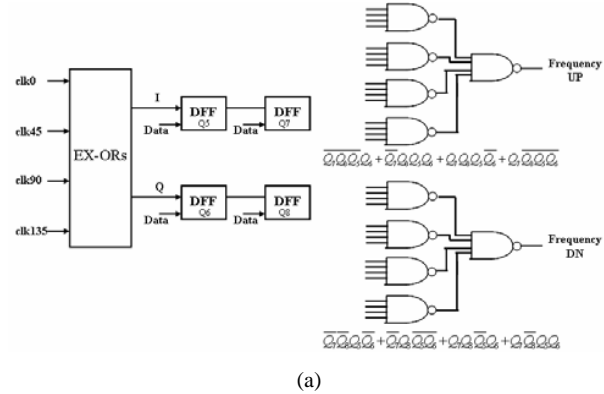 clk0
clk45
clk90
clk135
EX-ORs
I
Data
DFF
Q5
Data
DFF
Q7
Q
Data
DFF
Q6
Data
DFF
Q8
Frequency
UP
Frequency
DN
(a)